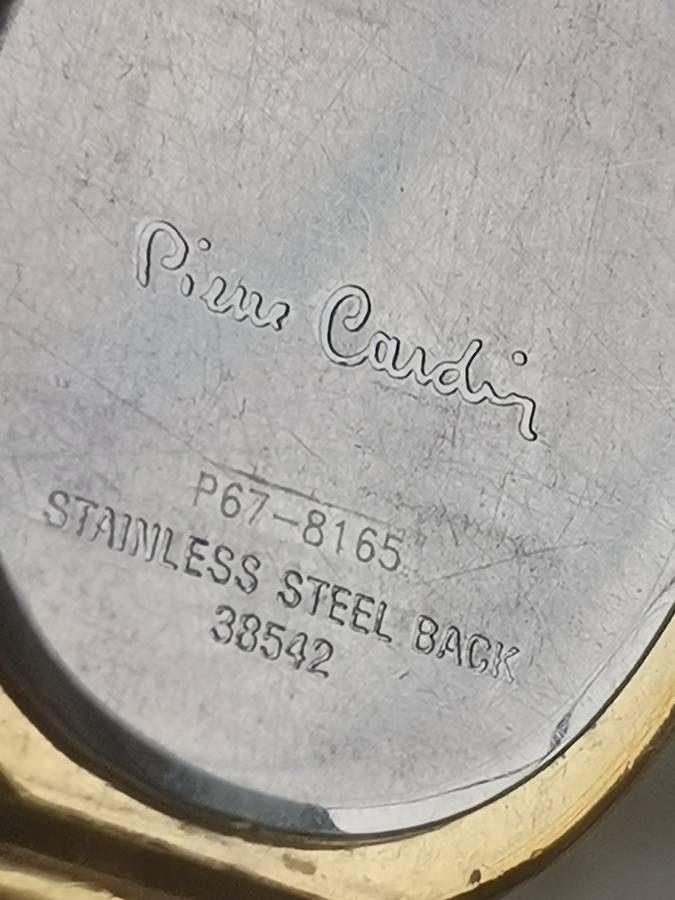 Pierre Cardin
P67-8165
STAINLESS STEEL BACK
38542